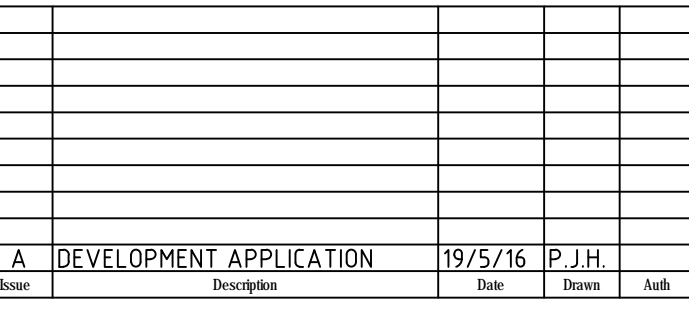 A DEVELOPMENT APPLICATION 19/5/16 P.J.H.
Issue Description Date Drawn Auth